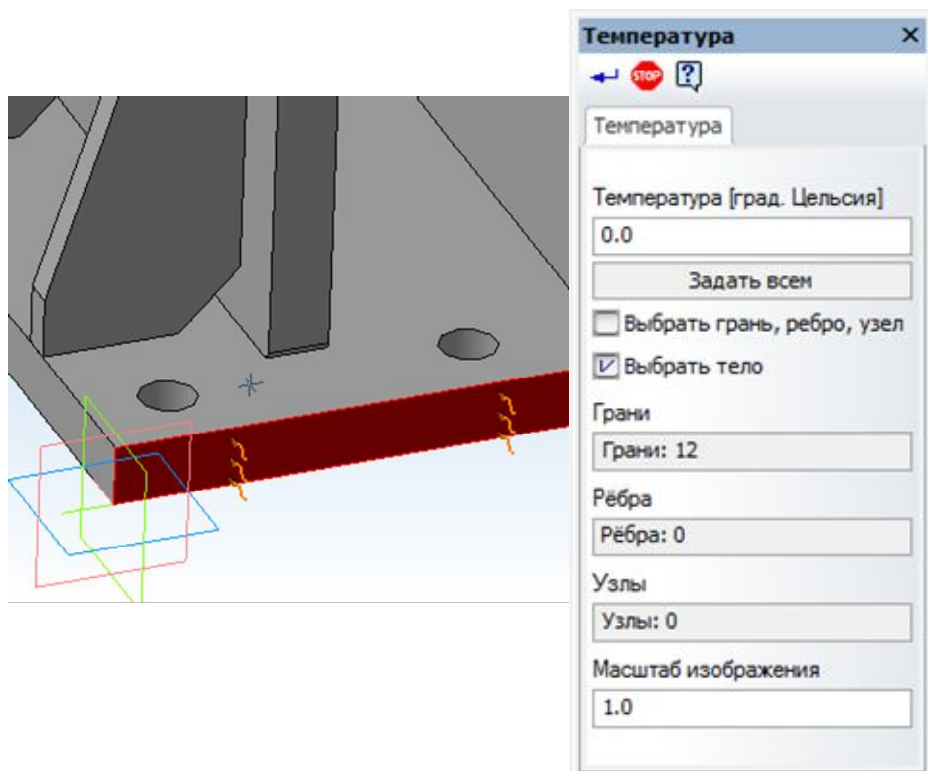 Температура
STOP
Температура
Температура [град. Цельсия]
0.0
Задать всем
Выбрать грань, ребро, узел
Выбрать тело
Грани
Грани: 12
Рёбра
Рёбра: 0
Узлы
Узлы: 0
Масштаб изображения
1.0